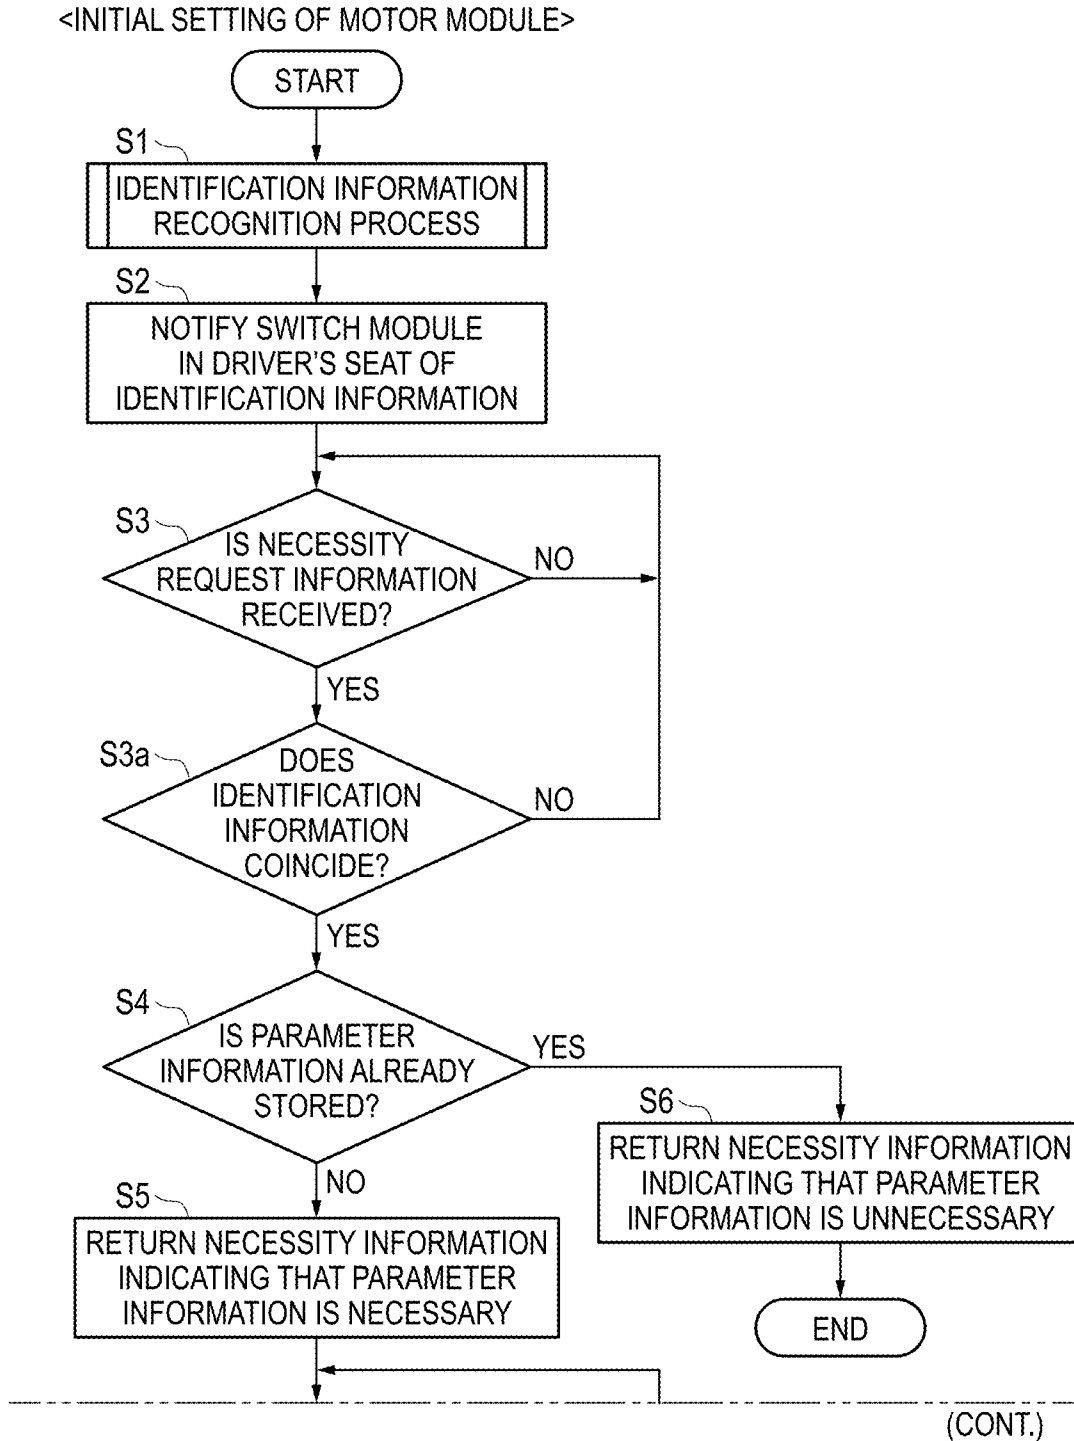 <INITIAL SETTING OF MOTOR MODULE>
START
S1
IDENTIFICATION INFORMATION
RECOGNITION PROCESS
S2
NOTIFY SWITCH MODULE
IN DRIVER'S SEAT OF
IDENTIFICATION INFORMATION
S3
IS NECESSITY
REQUEST INFORMATION
RECEIVED?
NO
YES
S3a
DOES
IDENTIFICATION
INFORMATION
COINCIDE?
NO
YES
S4
IS PARAMETER
INFORMATION ALREADY
STORED?
YES
NO
S6
RETURN NECESSITY INFORMATION
INDICATING THAT PARAMETER
INFORMATION IS UNNECESSARY
S5
RETURN NECESSITY INFORMATION
INDICATING THAT PARAMETER
INFORMATION IS NECESSARY
END
(CONT.)